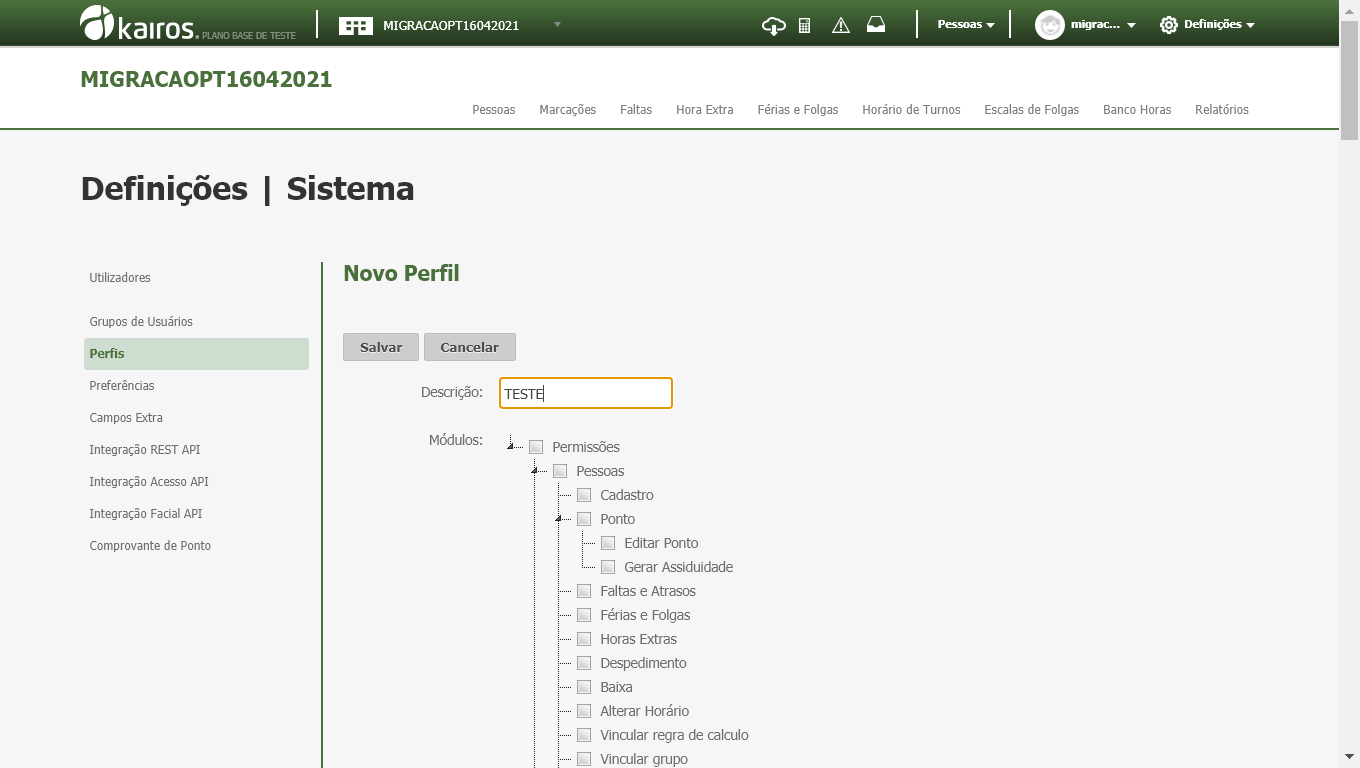 kairos. PLANO BASE DE TESTE MIGRACAOPT16042021 Pessoas migrac... Definições
MIGRACAOPT16042021
Pessoas Marcações Faltas Hora Extra Férias e Folgas Horário de Turnos Escalas de Folgas Banco Horas Relatórios
Definições | Sistema
Utilizadores
Grupos de Usuários
Perfis
Preferências
Campos Extra
Integração REST API
Integração Acesso API
Integração Facial API
Comprovante de Ponto
Novo Perfil
Salvar Cancelar
Descrição: TESTE
Módulos: Permissões
Pessoas
Cadastro
Ponto
Editar Ponto
Gerar Assiduidade
Faltas e Atrasos
Férias e Folgas
Horas Extras
Despedimento
Baixa
Alterar Horário
Vincular regra de calculo
Vincular grupo